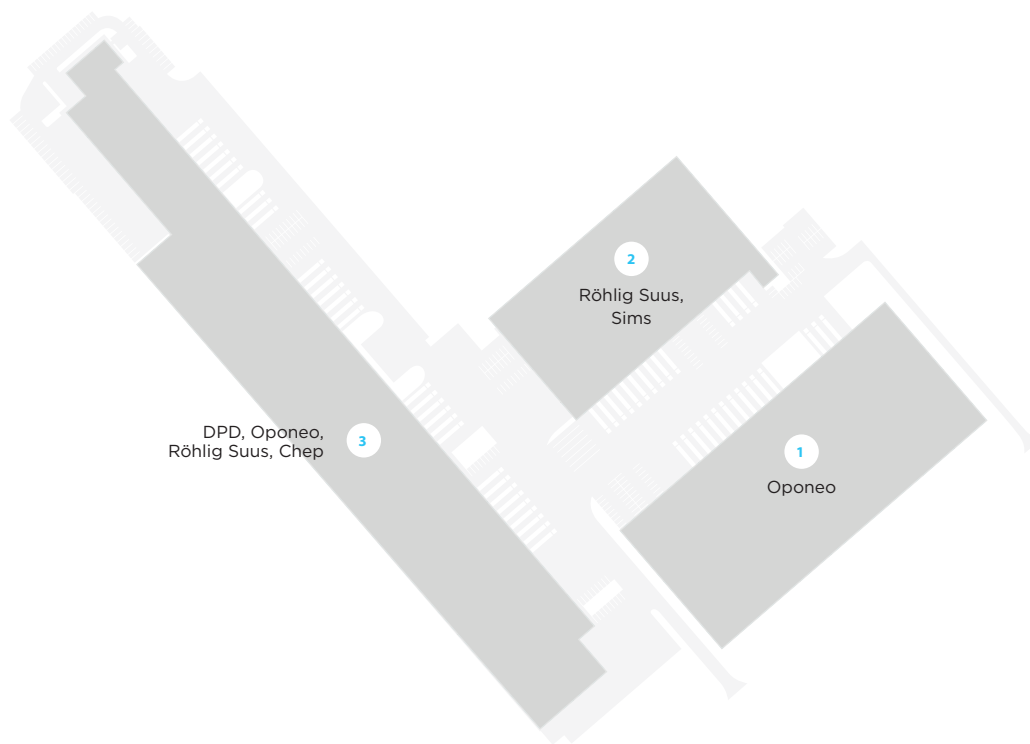 2
Röhlig Suus,
Sims
DPD, Oponeo,
Röhlig Suus, Chep
3
1
Oponeo